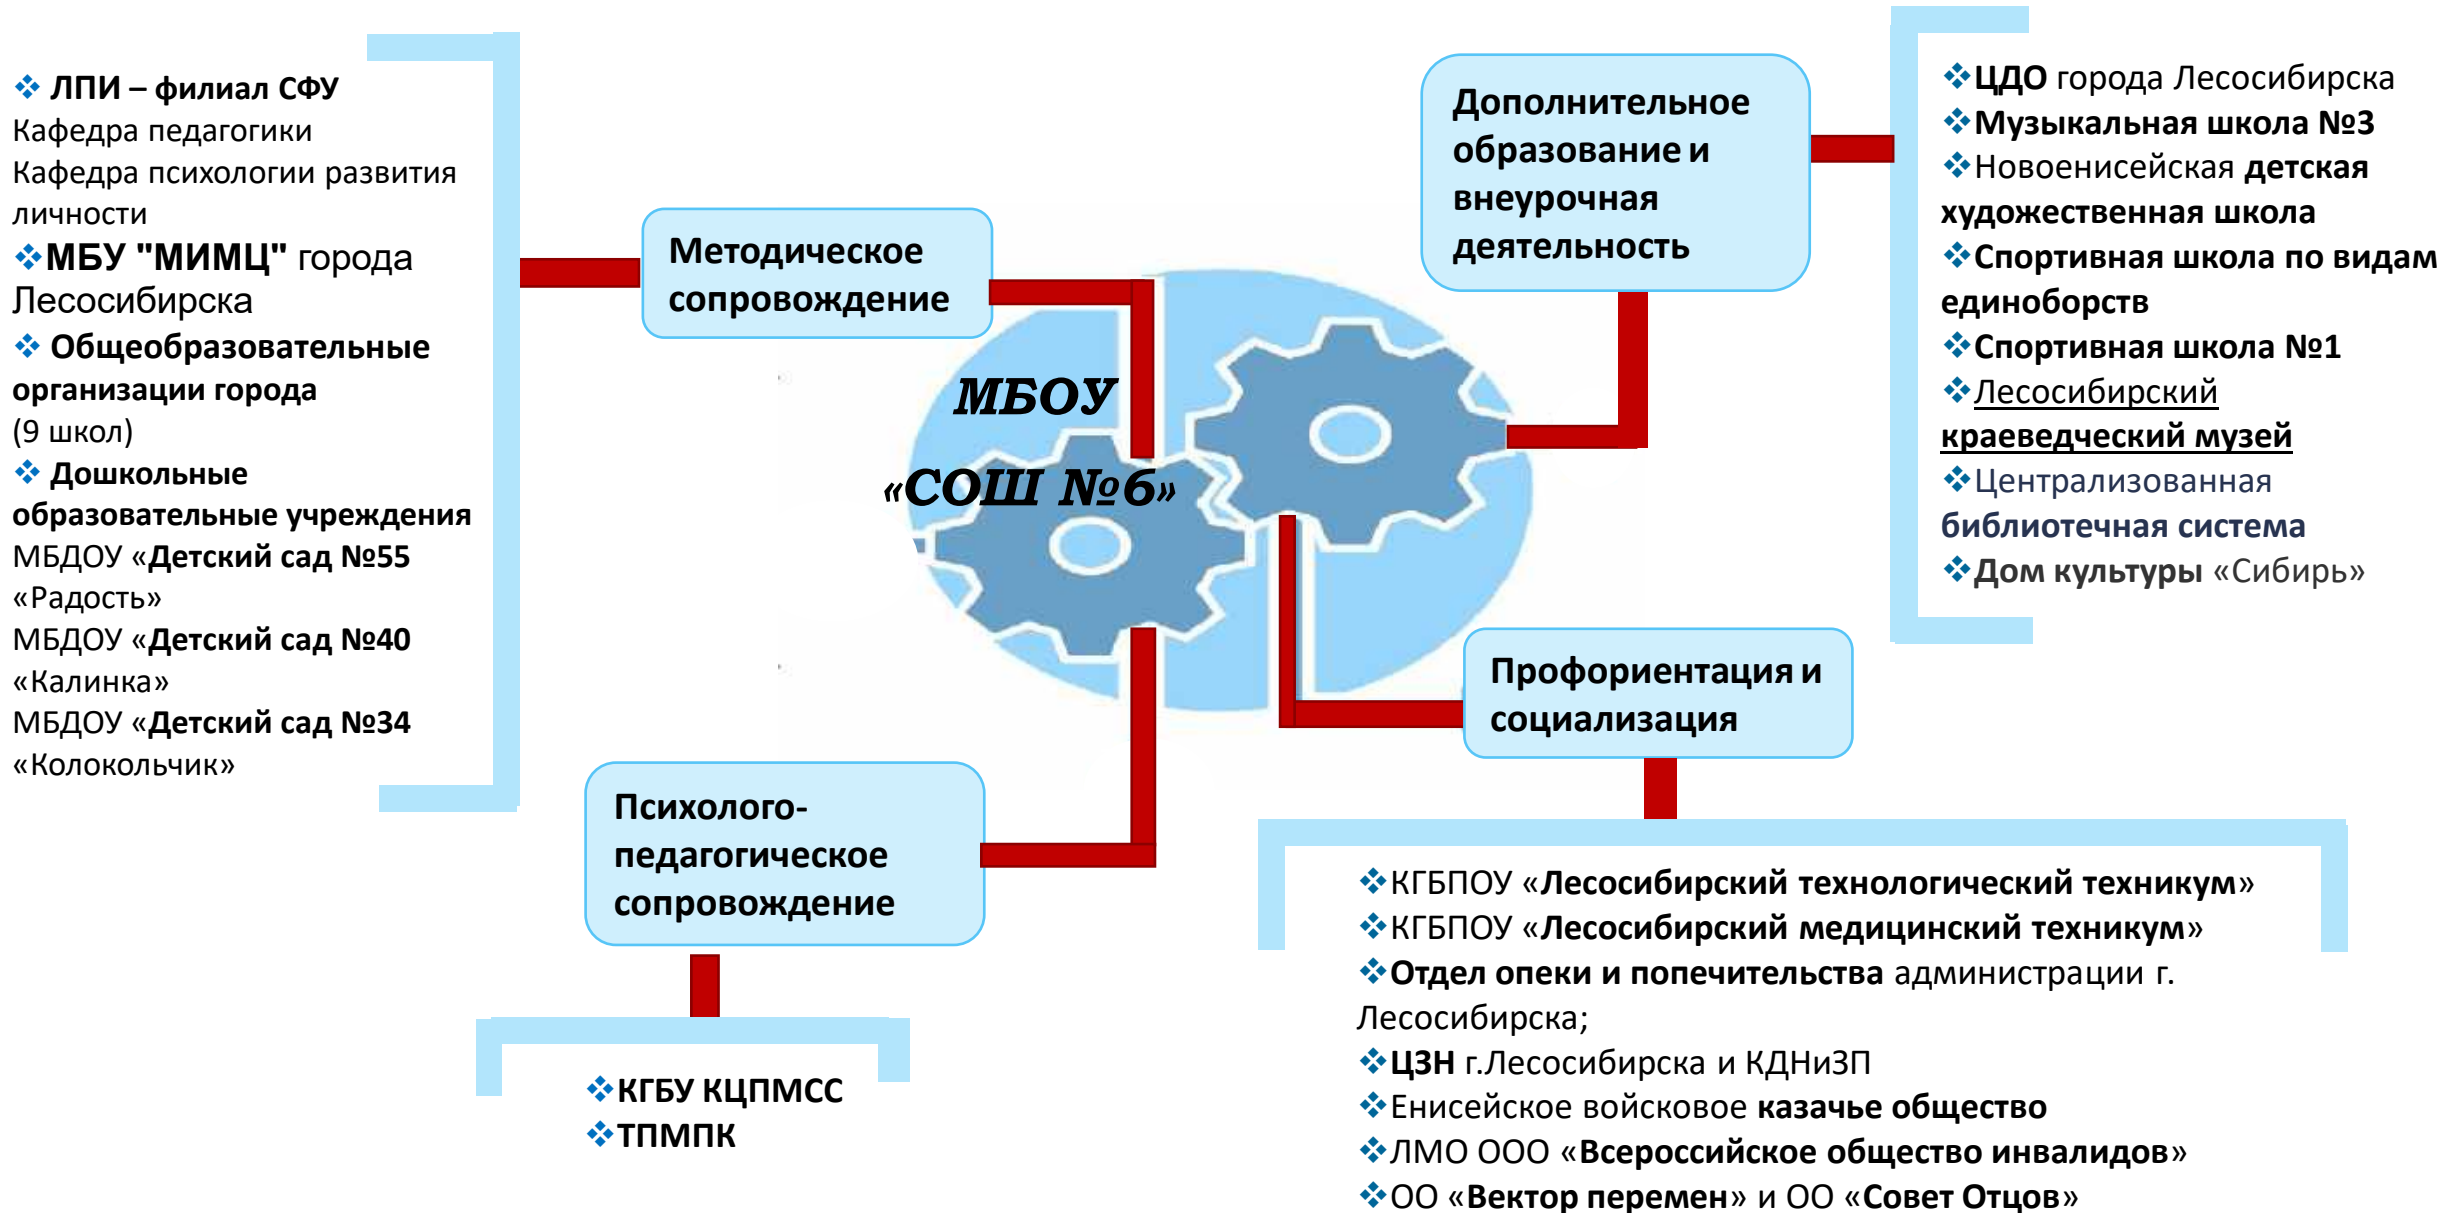 ❖ ЛПИ – филиал СФУ
Кафедра педагогики
Кафедра психологии развития
личности
❖МБУ "МИМЦ" города
Лесосибирска
❖ Общеобразовательные
организации города
(9 школ)
❖ Дошкольные
образовательные учреждения
МБДОУ «Детский сад №55
«Радость»
МБДОУ «Детский сад №40
«Калинка»
МБДОУ «Детский сад №34
«Колокольчик»
Методическое
сопровождение
МБОУ
«СОШ №6»
Психолого-
педагогическое
сопровождение
❖КГБУ КЦПМСС
❖ТПМПК
Дополнительное
образование и
внеурочная
деятельность
❖ЦДО города Лесосибирска
❖Музыкальная школа №3
❖Новоенисейская детская
художественная школа
❖Спортивная школа по видам
единоборств
❖Спортивная школа №1
❖Лесосибирский
краеведческий музей
❖Централизованная
библиотечная система
❖Дом культуры «Сибирь»
Профориентация и
социализация
❖КГБПОУ «Лесосибирский технологический техникум»
❖КГБПОУ «Лесосибирский медицинский техникум»
❖Отдел опеки и попечительства администрации г.
Лесосибирска;
❖ЦЗН г.Лесосибирска и КДНиЗП
❖Енисейское войсковое казачье общество
❖ЛМО ООО «Всероссийское общество инвалидов»
❖ОО «Вектор перемен» и ОО «Совет Отцов»